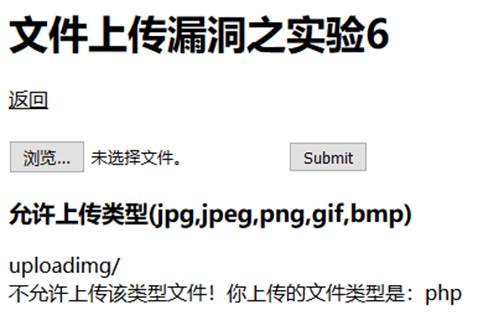 文件上传漏洞之实验6
返回
浏览... 未选择文件。 Submit
允许上传类型(jpg,jpeg,png,gif,bmp)
uploadimg/
不允许上传该类型文件！你上传的文件类型是：php